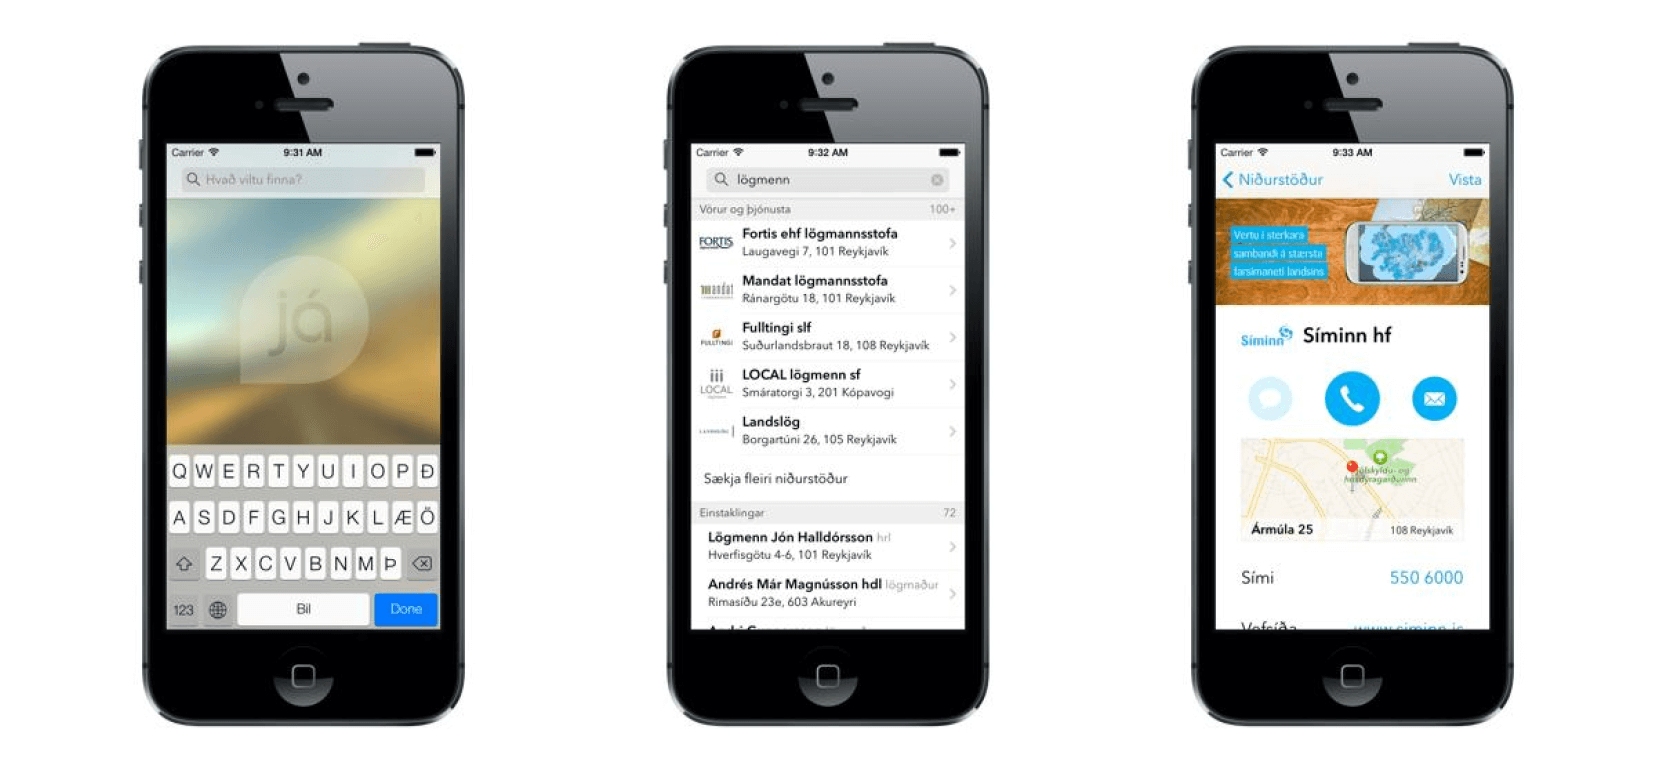 Carrier 9:31 AM
Hvað viltu finna?
já
Q W E R T Y U I O P Ð
A S D F G H J K L Æ Ö
Z X C V B N M Þ
123 Bil Done
Carrier 9:32 AM
lögmenn
Vörur og þjónusta 100+
FORTIS
Fortis ehf lögmannsstofa
Laugavegi 7, 101 Reykjavík
mandat
Mandat lögmannsstofa
Ránargötu 18, 101 Reykjavík
FULLTINGI
Fulltingi slf
Suðurlandsbraut 18, 108 Reykjavík
LOCAL
LOCAL lögmenn sf
Smáratorgi 3, 201 Kópavogi
LANDSLÖG
Landslög
Borgartúni 26, 105 Reykjavík
Sækja fleiri niðurstöður
Einstaklingar 72
Lögmenn Jón Halldórsson hrl
Hverfisgötu 4-6, 101 Reykjavík
Andrés Már Magnússon hdl lögmaður
Rimasíðu 23e, 603 Akureyri
Carrier 9:33 AM
Niðurstöður Vista
Vertu í sterkara
sambandi á stærsta
farsímaneti landsins
Síminn
Síminn hf
Ármúla 25 108 Reykjavík
Sími 550 6000
Vefsíða www.siminn.is